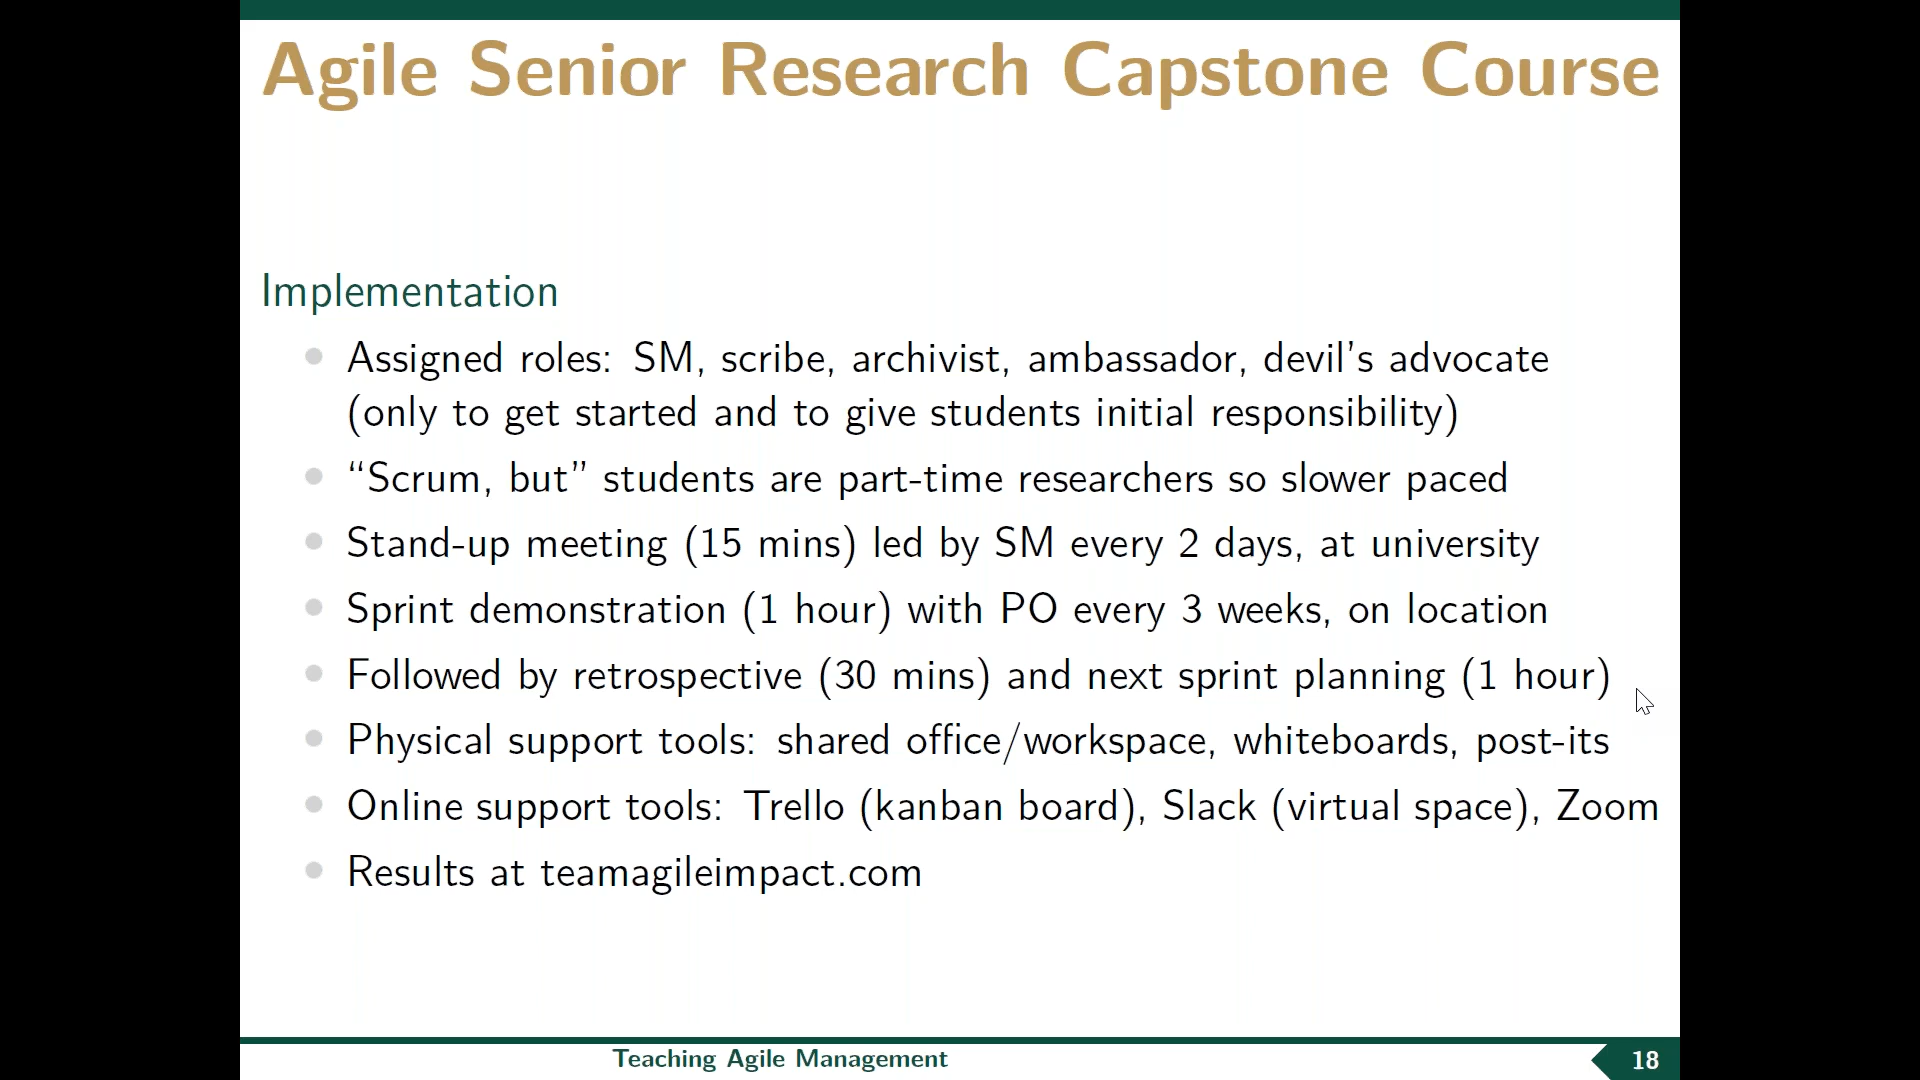 Agile Senior Research Capstone Course
Implementation
Assigned roles: SM, scribe, archivist, ambassador, devil's advocate
(only to get started and to give students initial responsibility)
“Scrum, but” students are part-time researchers so slower paced
Stand-up meeting (15 mins) led by SM every 2 days, at university
Sprint demonstration (1 hour) with PO every 3 weeks, on location
Followed by retrospective (30 mins) and next sprint planning (1 hour)
Physical support tools: shared office/workspace, whiteboards, post-its
Online support tools: Trello (kanban board), Slack (virtual space), Zoom
Results at teamagileimpact.com
Teaching Agile Management
18